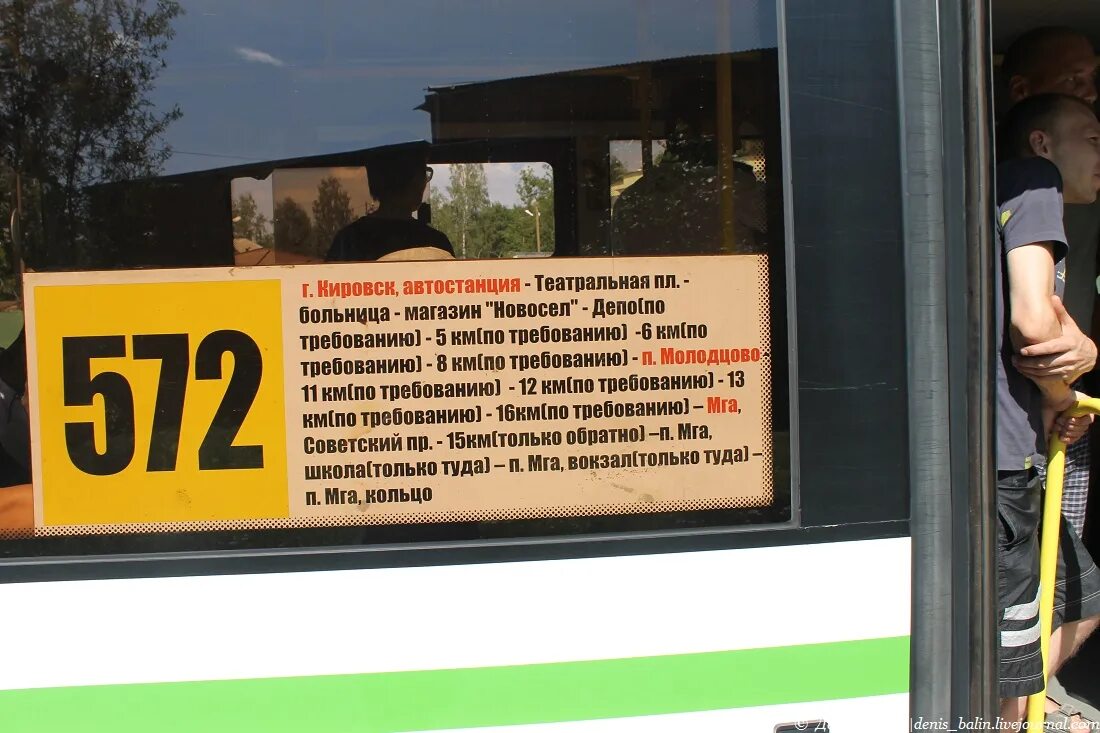 572
г. Кировск, автостанция - Театральная пл. -
больница - магазин "Новосел" - Депо(по
требованию) - 5 км(по требованию) -6 км(по
требованию) - 8 км(по требованию) - п. Молодцово
11 км(по требованию) - 12 км(по требованию) - 13
км(по требованию) - 16км(по требованию) – Мга,
Советский пр. - 15км(только обратно) –п. Мга,
школа(только туда) – п. Мга, вокзал(только туда) –
п. Мга, кольцо
|denis_balin.livejournal.com